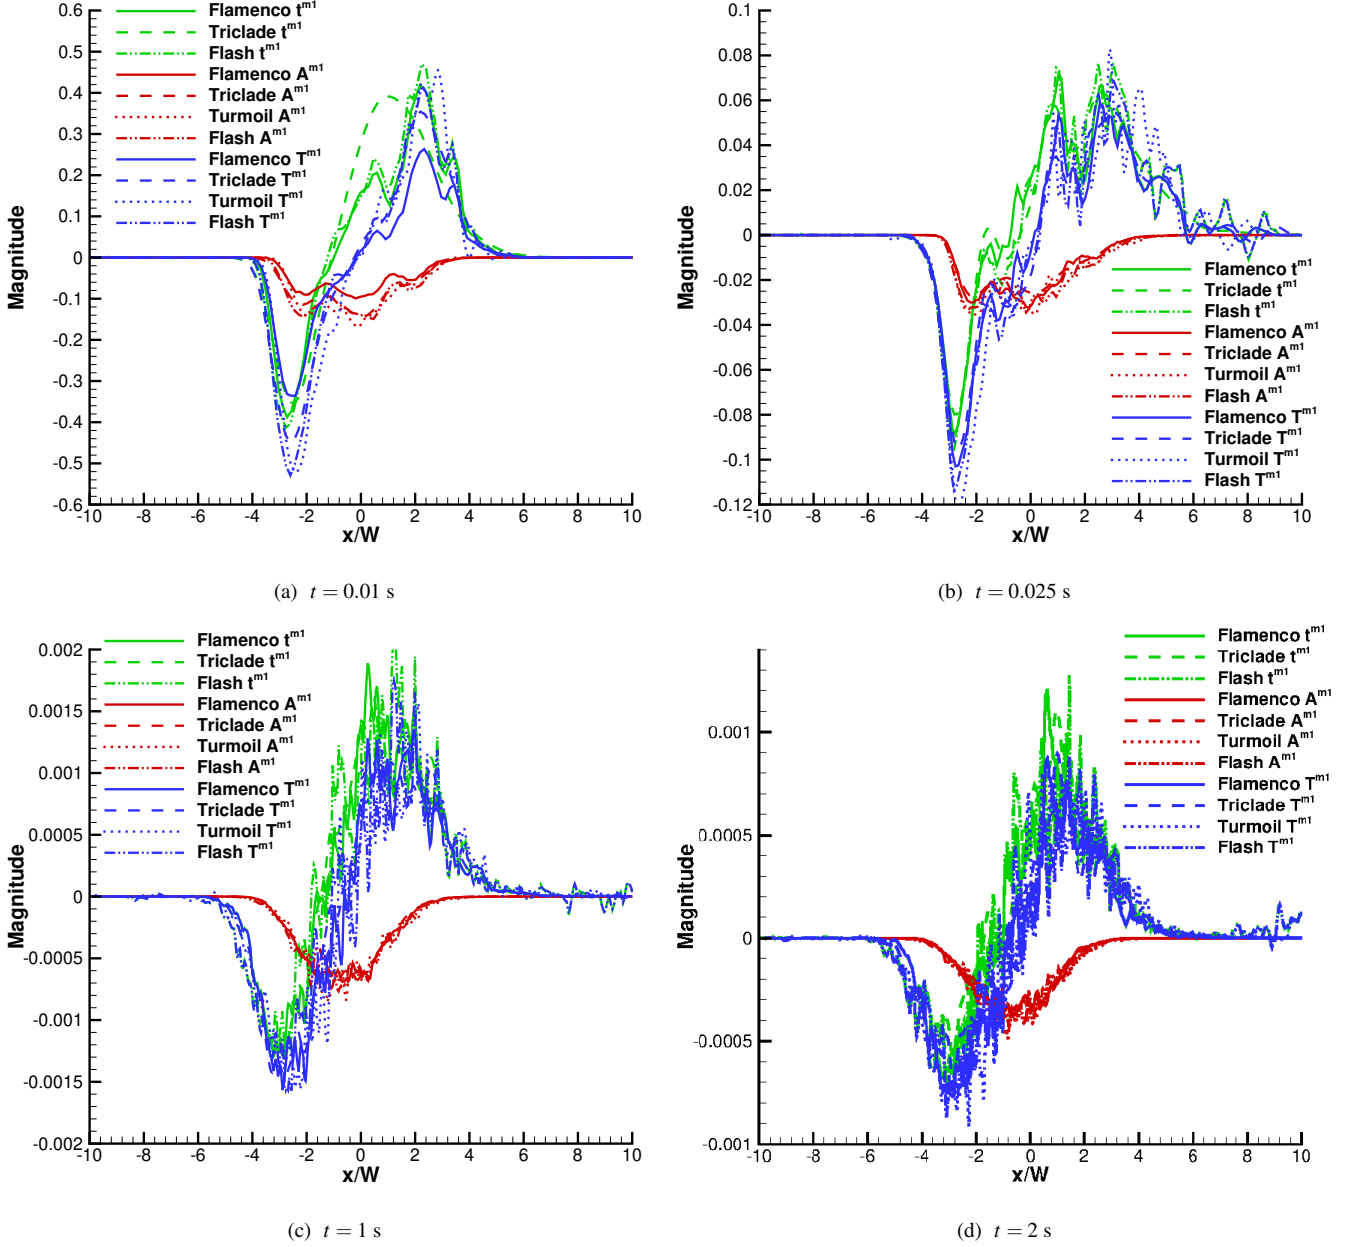 0.6
0.5
0.4
0.3
0.2
0.1
0
-0.1
-0.2
-0.3
-0.4
-0.5
-0.6
Magnitude
Flamenco t^m1
Triclade t^m1
Flash t^m1
Flamenco A^m1
Triclade A^m1
Turmoil A^m1
Flash A^m1
Flamenco T^m1
Triclade T^m1
Turmoil T^m1
Flash T^m1
-10 -8 -6 -4 -2 0 2 4 6 8 10
x/W
(a) t = 0.01 s
0.1
0.08
0.06
0.04
0.02
0
-0.02
-0.04
-0.06
-0.08
-0.1
-0.12
Magnitude
Flamenco t^m1
Triclade t^m1
Flash t^m1
Flamenco A^m1
Triclade A^m1
Turmoil A^m1
Flash A^m1
Flamenco T^m1
Triclade T^m1
Turmoil T^m1
Flash T^m1
-10 -8 -6 -4 -2 0 2 4 6 8 10
x/W
(b) t = 0.025 s
0.002
0.0015
0.001
0.0005
0
-0.0005
-0.001
-0.0015
-0.002
Magnitude
Flamenco t^m1
Triclade t^m1
Flash t^m1
Flamenco A^m1
Triclade A^m1
Turmoil A^m1
Flash A^m1
Flamenco T^m1
Triclade T^m1
Turmoil T^m1
Flash T^m1
-10 -8 -6 -4 -2 0 2 4 6 8 10
x/W
(c) t = 1 s
0.001
0.0005
0
-0.0005
-0.001
Magnitude
Flamenco t^m1
Triclade t^m1
Flash t^m1
Flamenco A^m1
Triclade A^m1
Turmoil A^m1
Flash A^m1
Flamenco T^m1
Triclade T^m1
Turmoil T^m1
Flash T^m1
-10 -8 -6 -4 -2 0 2 4 6 8 10
x/W
(d) t = 2 s